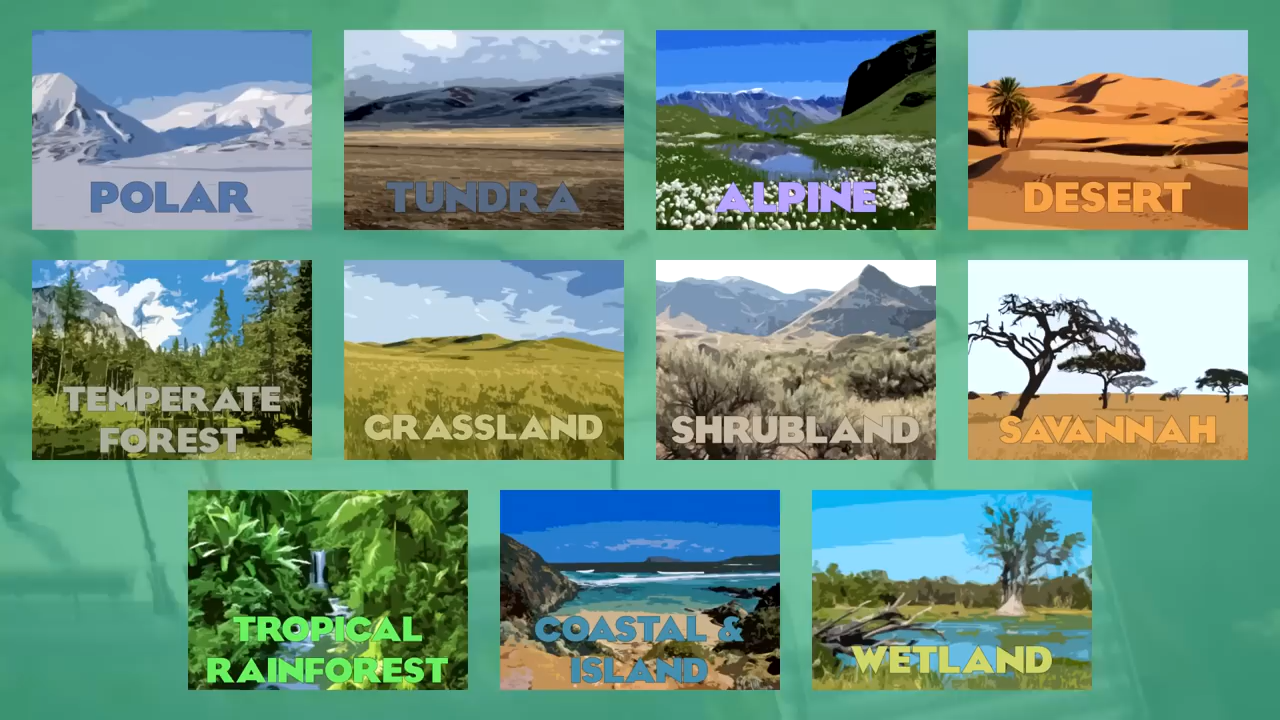 POLAR
TUNDRA
ALPINE
DESERT
TEMPERATE
FOREST
GRASSLAND
SHRUBLAND
SAVANNAH
TROPICAL
RAINFOREST
COASTAL &
ISLAND
WETLAND